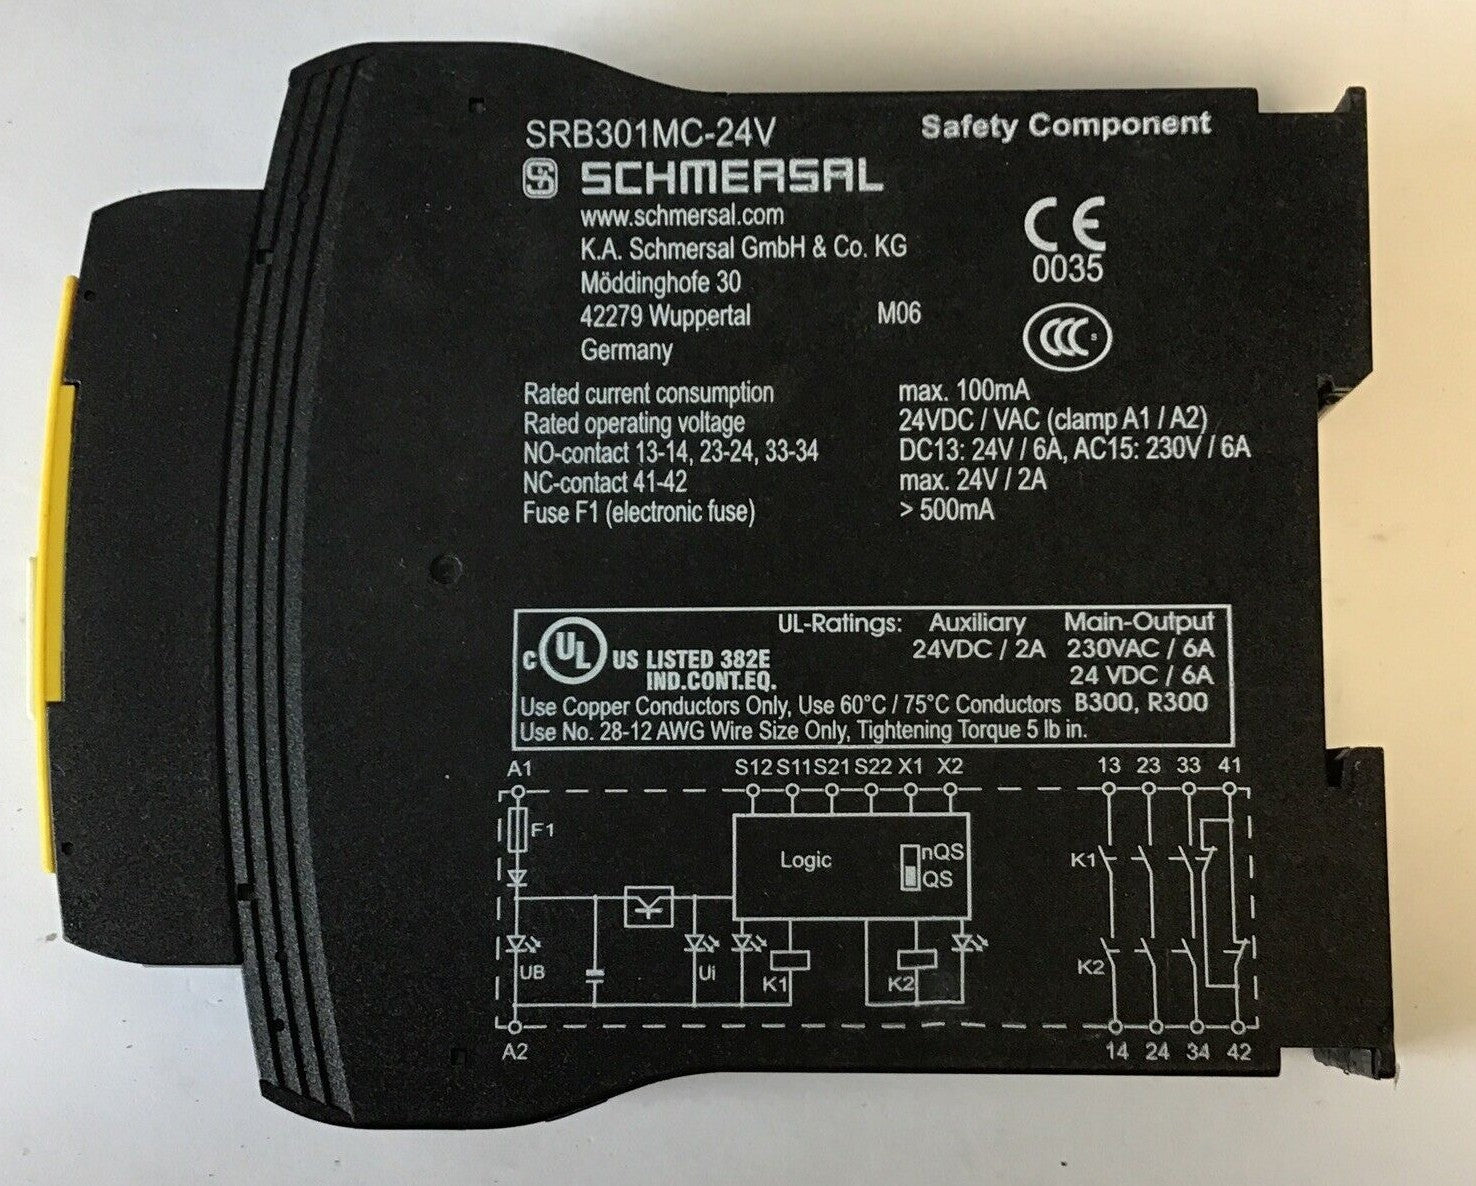 SRB301MC-24V Safety Component
SCHMERSAL
www.schmersal.com
K.A. Schmersal GmbH & Co. KG
Möddinghofe 30
42279 Wuppertal M06
Germany
CE
0035
CCC S
Rated current consumption max. 100mA
Rated operating voltage 24VDC / VAC (clamp A1 / A2)
NO-contact 13-14, 23-24, 33-34 DC13: 24V / 6A, AC15: 230V / 6A
NC-contact 41-42 max. 24V / 2A
Fuse F1 (electronic fuse) > 500mA
UL-Ratings: Auxiliary Main-Output
C UL US LISTED 382E 24VDC / 2A 230VAC / 6A
IND.CONT.EQ. 24 VDC / 6A
Use Copper Conductors Only, Use 60°C / 75°C Conductors B300, R300
Use No. 28-12 AWG Wire Size Only, Tightening Torque 5 lb in.
A1 S12 S11 S21 S22 X1 X2 13 23 33 41
F1
Logic nQS K1
QS
UB Ui K1 K2 K2
A2 14 24 34 42